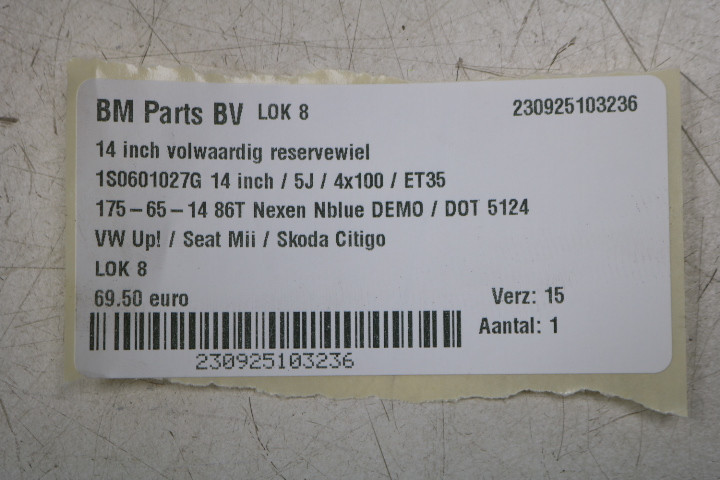 BM Parts BV LOK 8 230925103236
14 inch volwaardig reservewiel
1S0601027G 14 inch / 5J / 4x100 / ET35
175-65-14 86T Nexen Nblue DEMO / DOT 5124
VW Up! / Seat Mii / Skoda Citigo
LOK 8
69.50 euro Verz: 15
Aantal: 1
230925103236